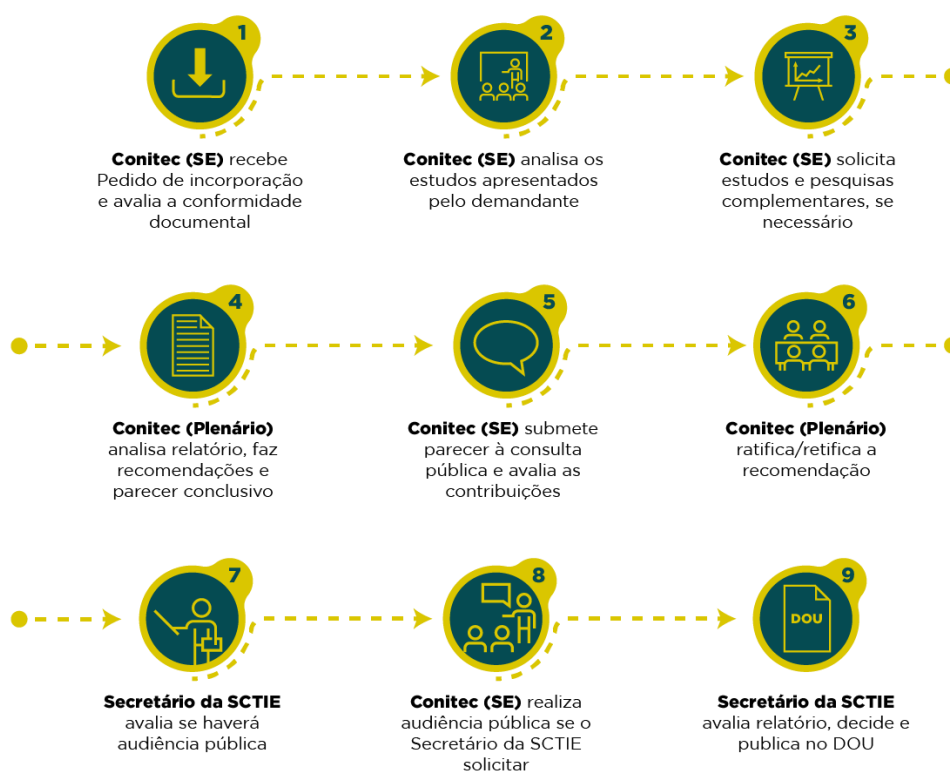 1
Conitec (SE) recebe
Pedido de incorporação
e avalia a conformidade
documental
2
Conitec (SE) analisa os
estudos apresentados
pelo demandante
3
Conitec (SE) solicita
estudos e pesquisas
complementares, se
necessário
4
Conitec (Plenário)
analisa relatório, faz
recomendações e
parecer conclusivo
5
Conitec (SE) submete
parecer à consulta
pública e avalia as
contribuições
6
Conitec (Plenário)
ratifica/retifica a
recomendação
7
Secretário da SCTIE
avalia se haverá
audiência pública
8
Conitec (SE) realiza
audiência pública se o
Secretário da SCTIE
solicitar
9
DOU
Secretário da SCTIE
avalia relatório, decide e
publica no DOU